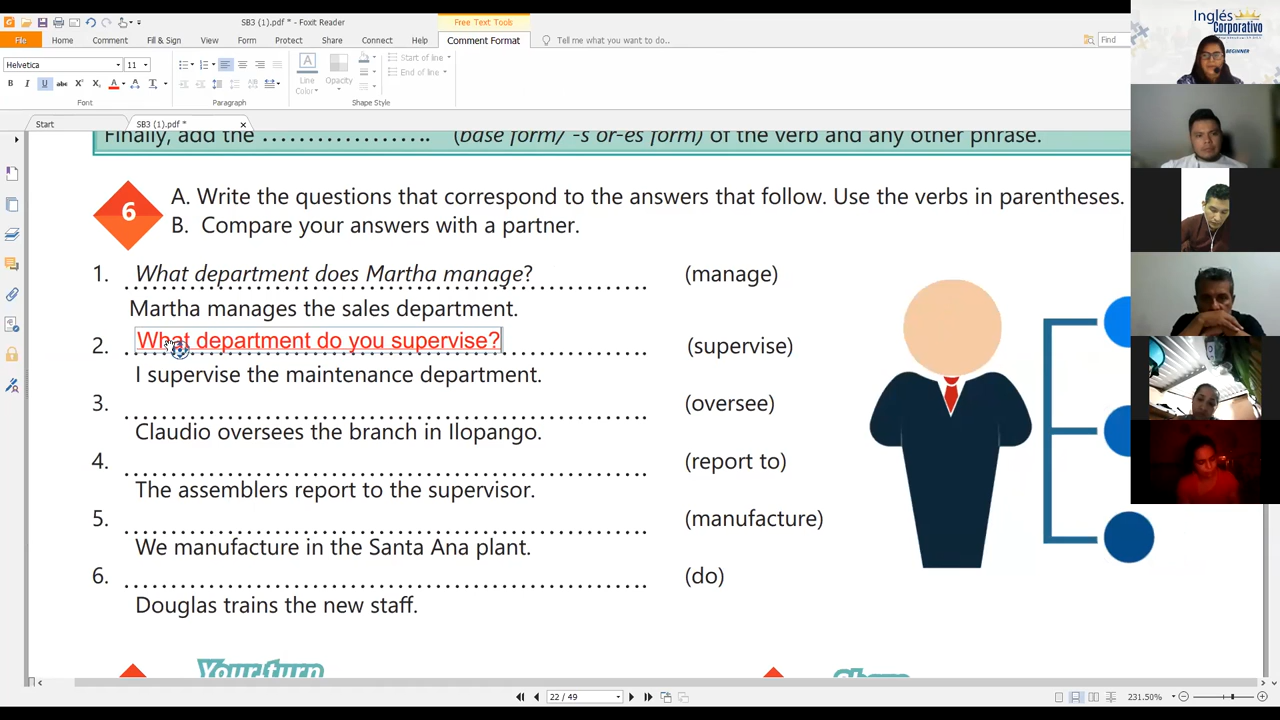 SB3 (1).pdf * - Foxit Reader
Free Text Tools
Inglés
Corporativo
BEGINNER
File Home Comment Fill & Sign View Form Protect Share Connect Help Comment Format Tell me what you want to do.. Find
Helvetica 11 Line Color Opacity Start of line
End of line
Font Paragraph Shape Style
Start SB3 (1).pdf *
Finally, add the .................... (base form/ -s or-es form) of the verb and any other phrase.
6 A. Write the questions that correspond to the answers that follow. Use the verbs in parentheses.
B. Compare your answers with a partner.
1. What department does Martha manage? (manage)
Martha manages the sales department.
2. What department do you supervise? (supervise)
I supervise the maintenance department.
3. (oversee)
Claudio oversees the branch in Ilopango.
4. (report to)
The assemblers report to the supervisor.
5. (manufacture)
We manufacture in the Santa Ana plant.
6. (do)
Douglas trains the new staff.
Your turn
Share
22 / 49 231.50%